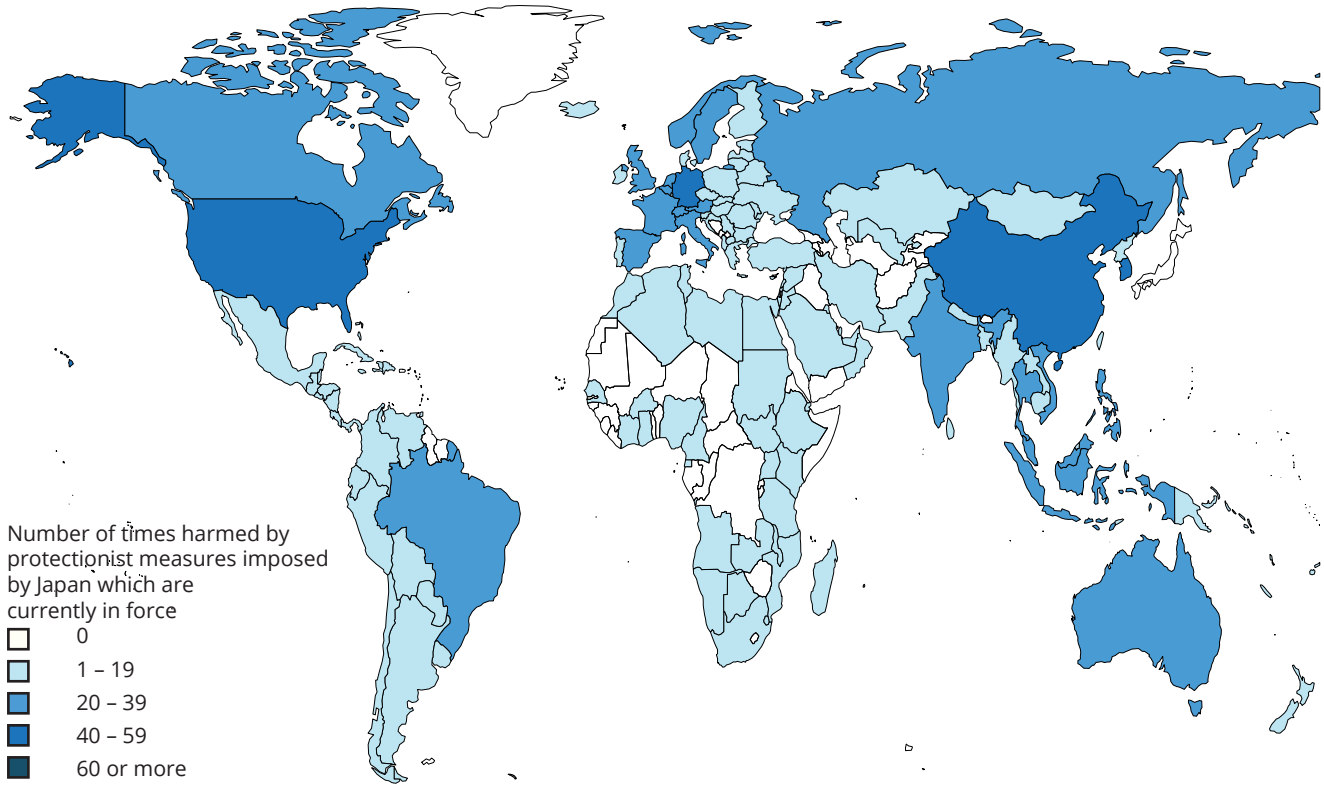 Number of times harmed by
protectionist measures imposed
by Japan which are
currently in force
0
1 – 19
20 – 39
40 – 59
60 or more